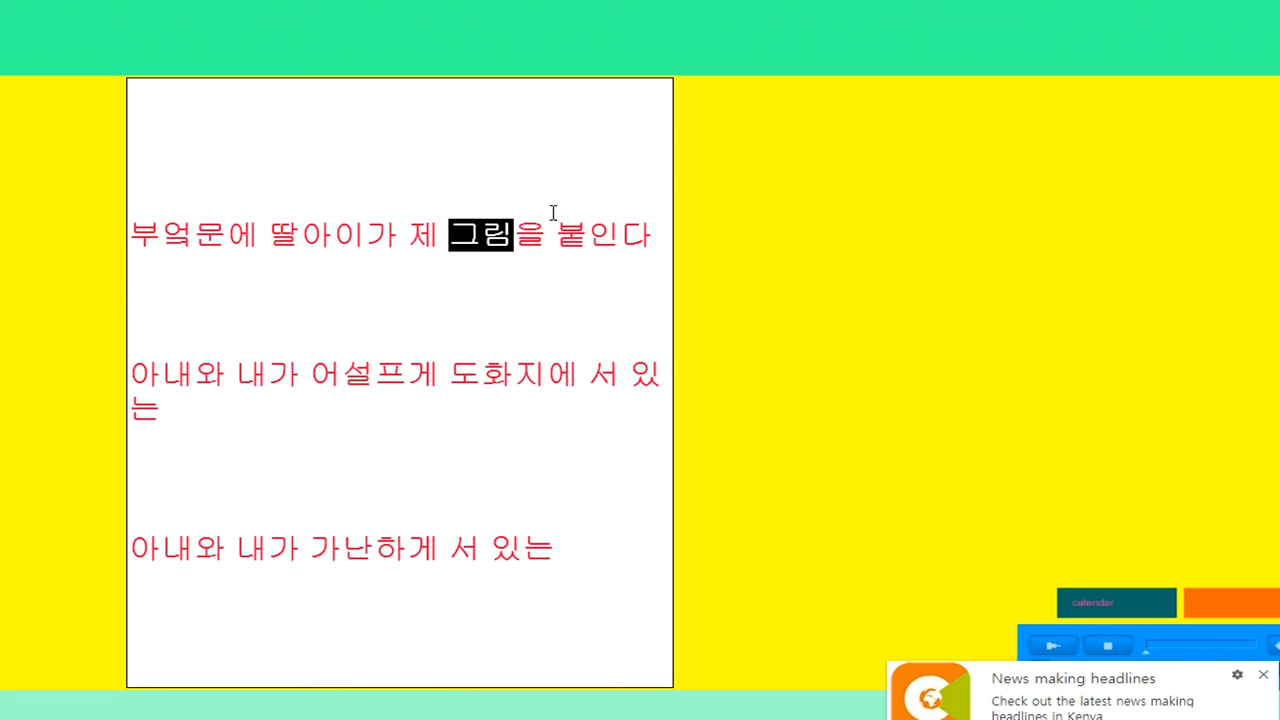 부엌문에 딸아이가 제 그림을 붙인다
아내와 내가 어설프게 도화지에 서 있
는
아내와 내가 가난하게 서 있는
calendar
News making headlines
Check out the latest news making
headlines in Kenya